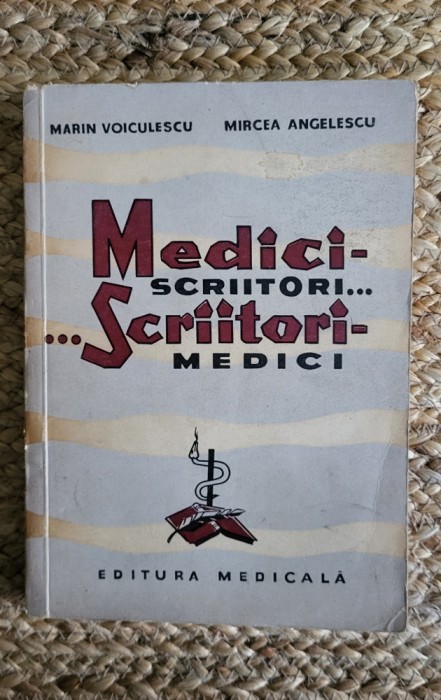 MARIN VOICULESCU MIRCEA ANGELESCU
Medici-
SCRIITORI...
...Scriitori-
MEDICI
EDITURA MEDICALĂ